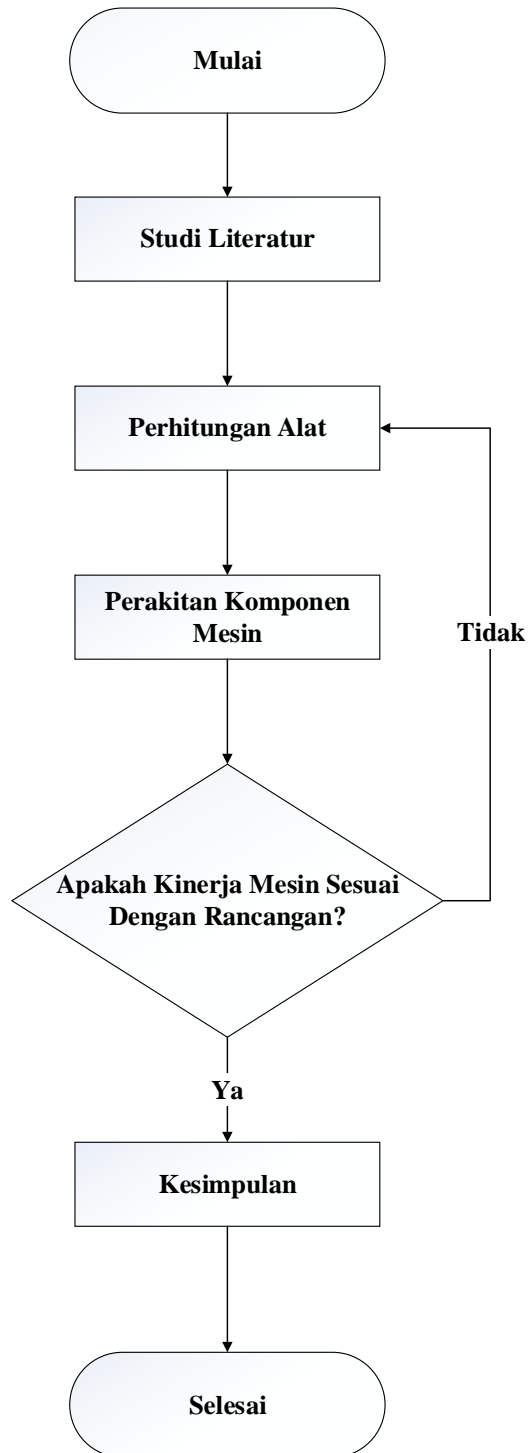 Mulai
Studi Literatur
Perhitungan Alat
Perakitan Komponen
Mesin
Tidak
Apakah Kinerja Mesin Sesuai
Dengan Rancangan?
Ya
Kesimpulan
Selesai